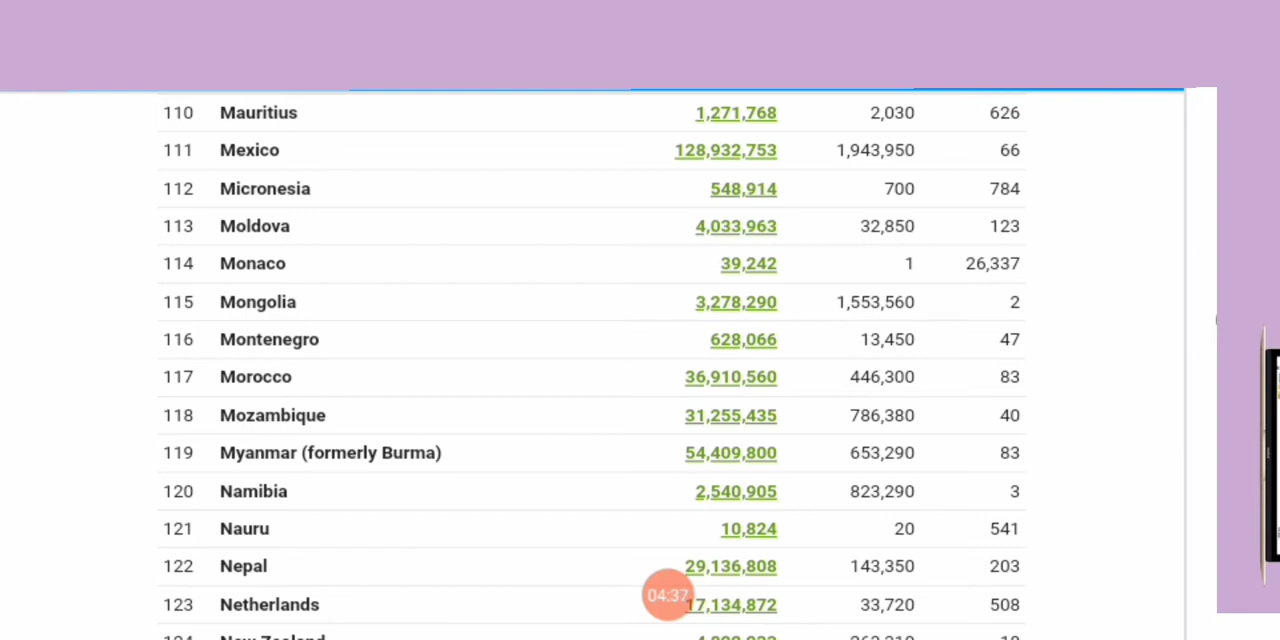 110 Mauritius 1,271,768 2,030 626
111 Mexico 128,932,753 1,943,950 66
112 Micronesia 548,914 700 784
113 Moldova 4,033,963 32,850 123
114 Monaco 39,242 1 26,337
115 Mongolia 3,278,290 1,553,560 2
116 Montenegro 628,066 13,450 47
117 Morocco 36,910,560 446,300 83
118 Mozambique 31,255,435 786,380 40
119 Myanmar (formerly Burma) 54,409,800 653,290 83
120 Namibia 2,540,905 823,290 3
121 Nauru 10,824 20 541
122 Nepal 29,136,808 143,350 203
123 Netherlands 17,134,872 33,720 508
04:37